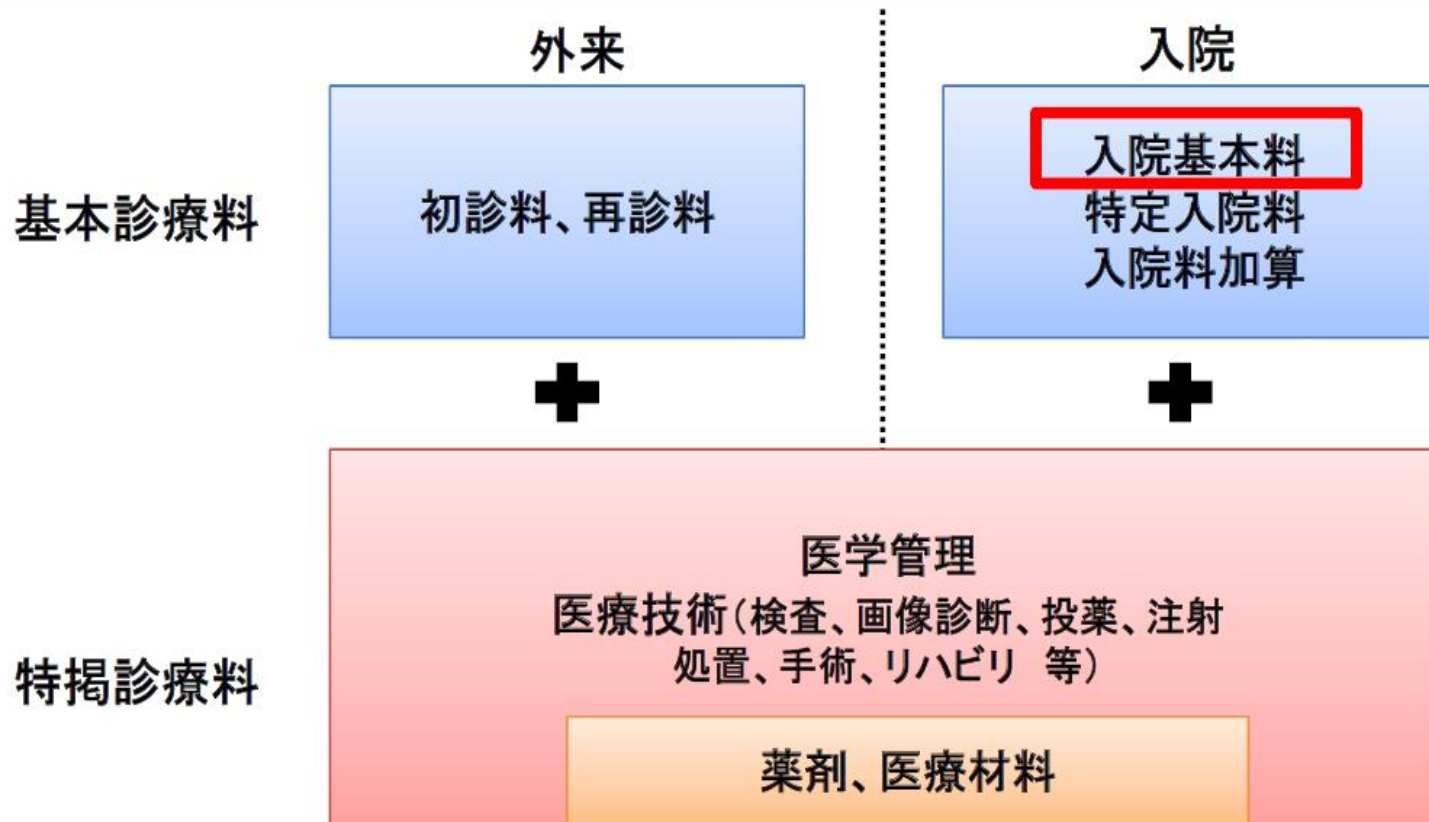 外来
入院
基本診療料
初診料、再診料
入院基本料
特定入院料
入院料加算
特掲診療料
医学管理
医療技術(検査、画像診断、投薬、注射
処置、手術、リハビリ 等)
薬剤、医療材料